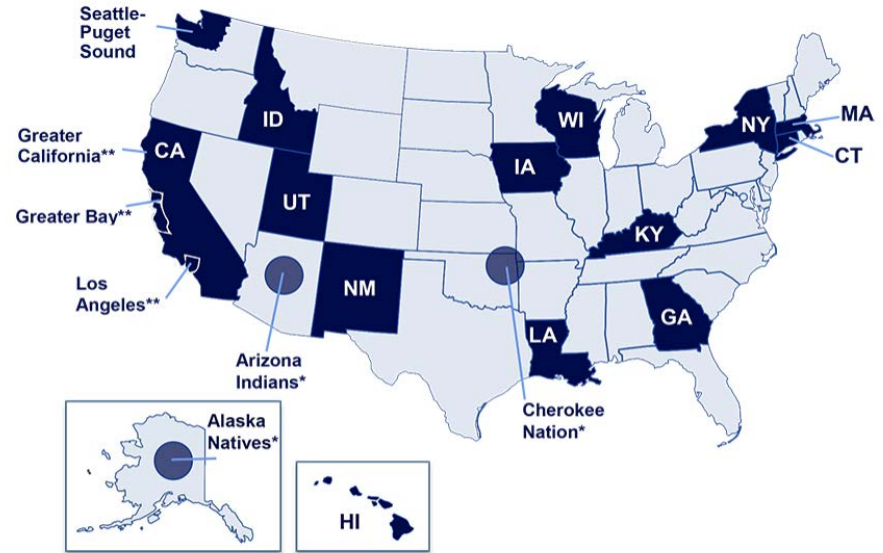 Seattle-
Puget
Sound
ID
WI
NY
MA
CT
Greater
California**
CA
IA
Greater Bay**
UT
KY
Los
Angeles**
NM
GA
LA
Arizona
Indians*
Cherokee
Nation*
Alaska
Natives*
HI